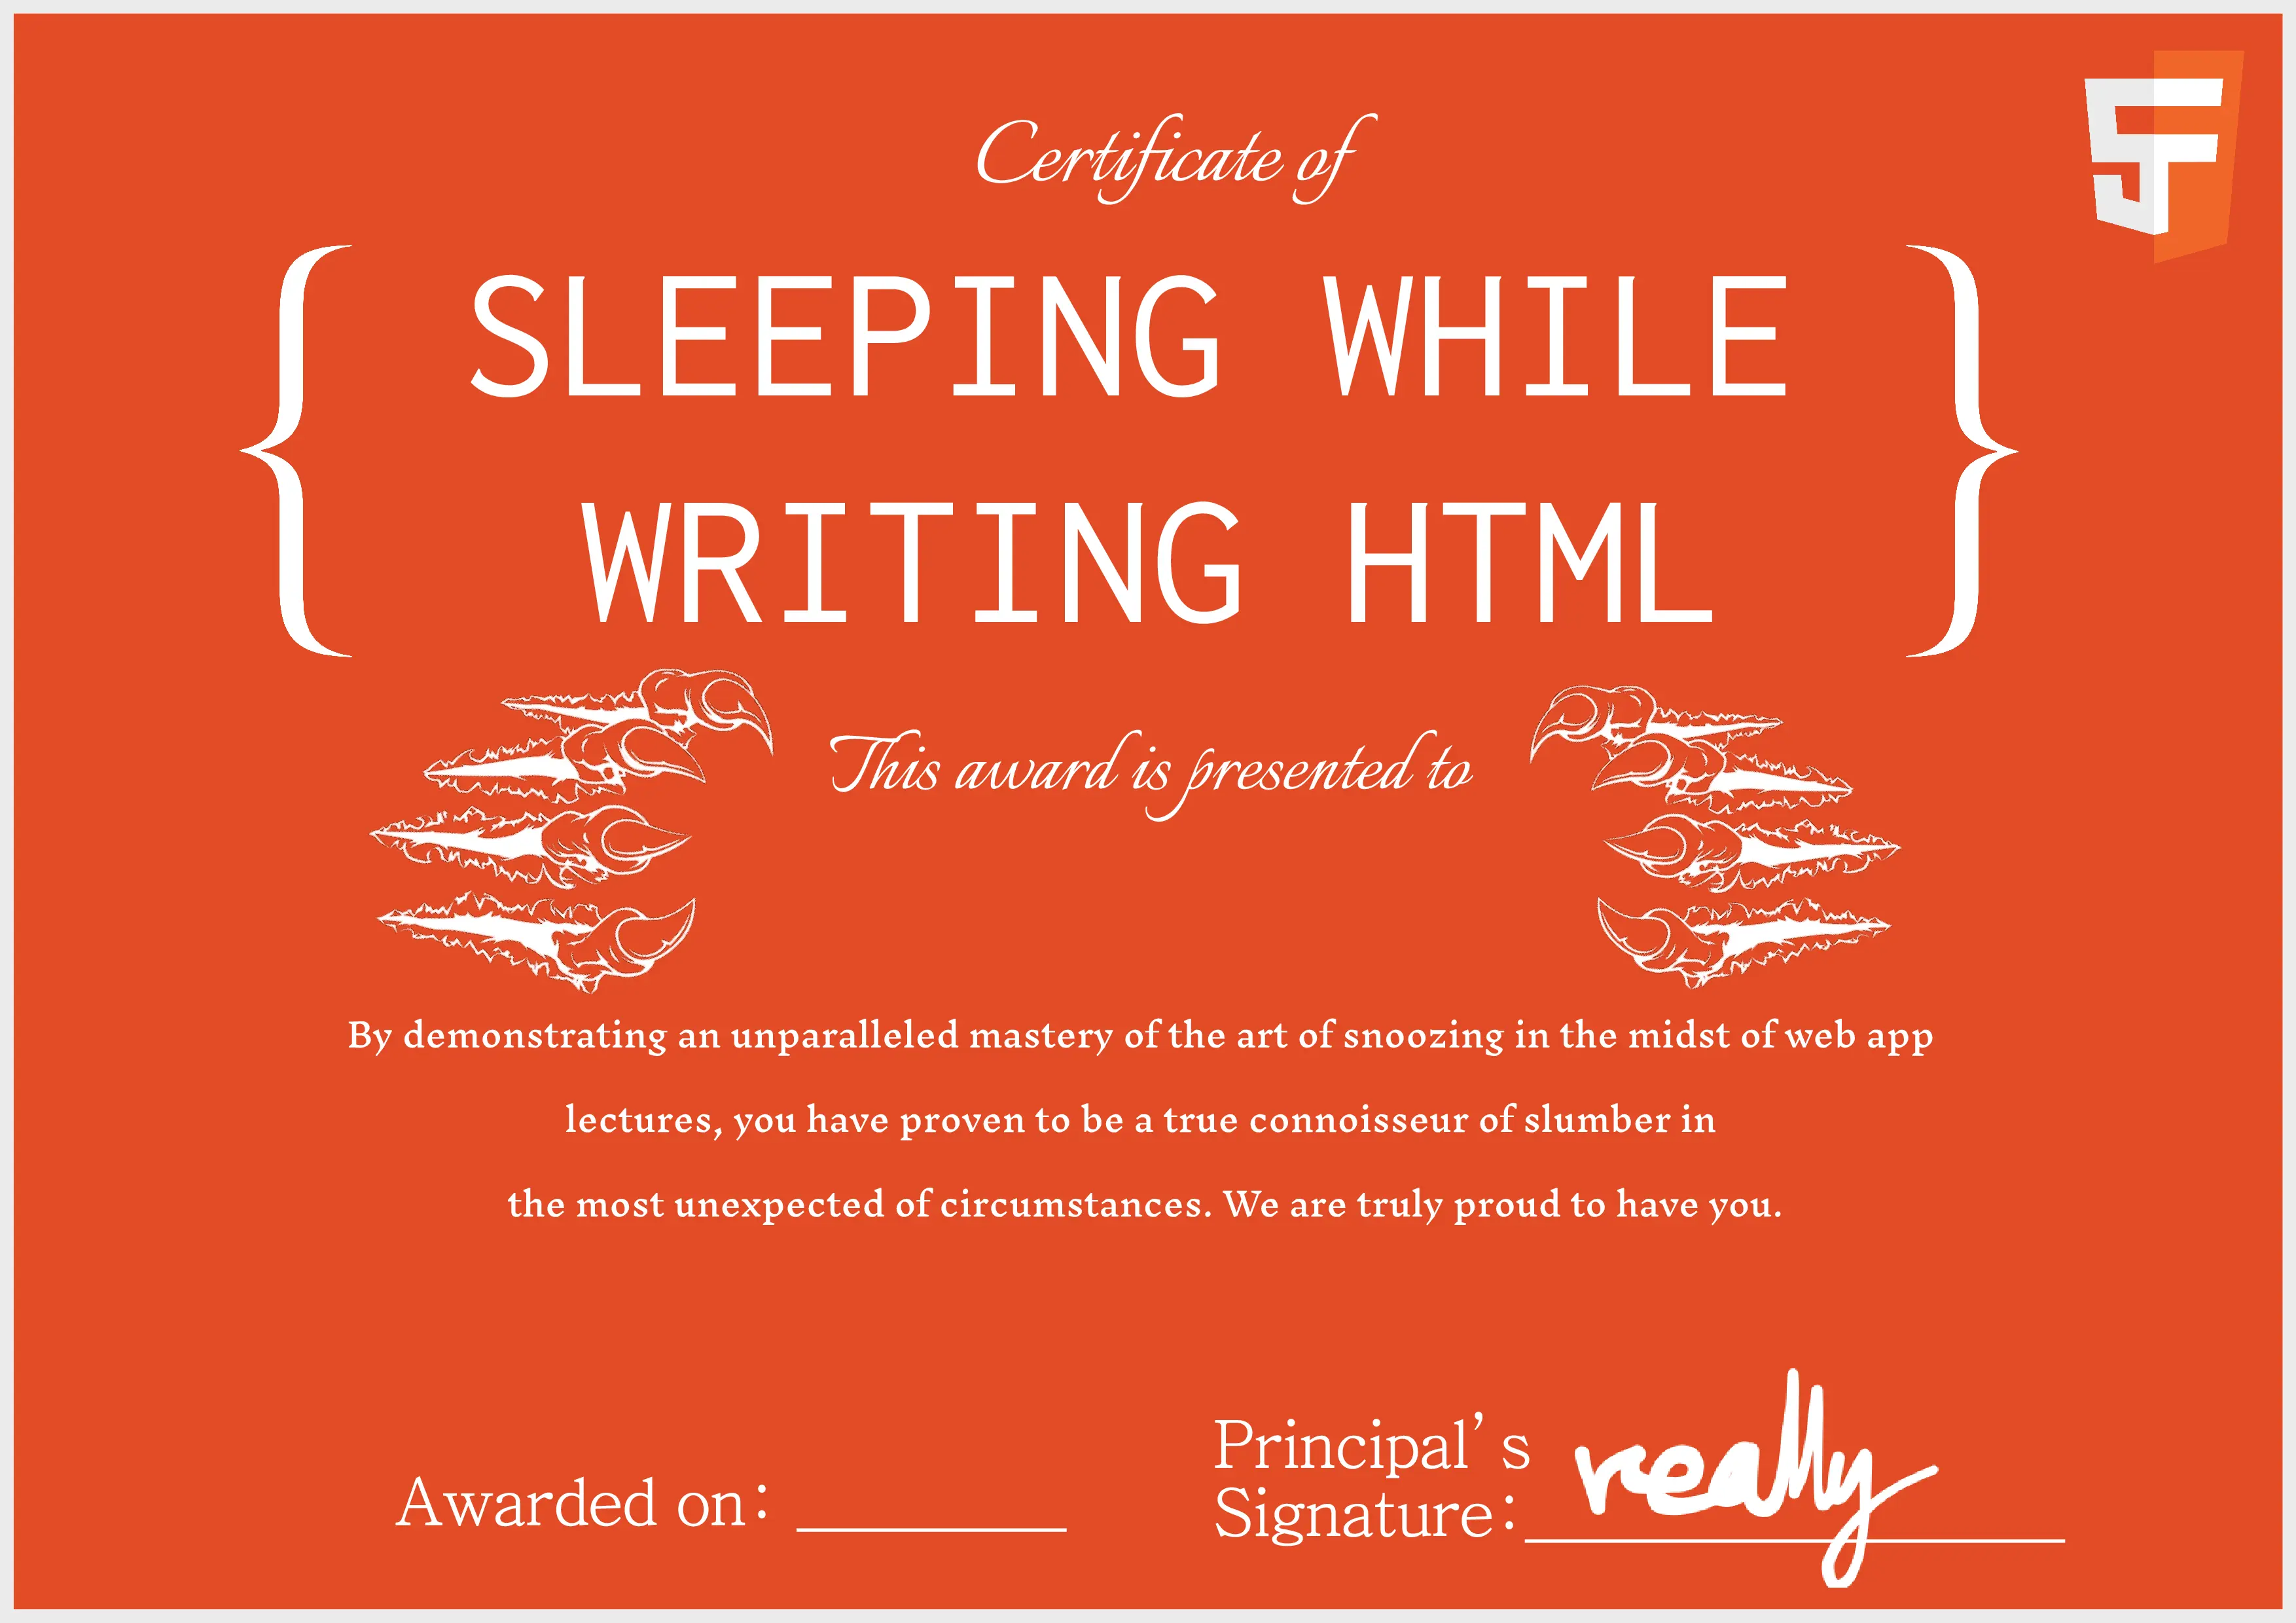 Certificate of
{ SLEEPING WHILE
WRITING HTML }
This award is presented to
By demonstrating an unparalleled mastery of the art of snoozing in the midst of web app
lectures, you have proven to be a true connoisseur of slumber in
the most unexpected of circumstances. We are truly proud to have you.
Awarded on:
Principal's
Signature: really